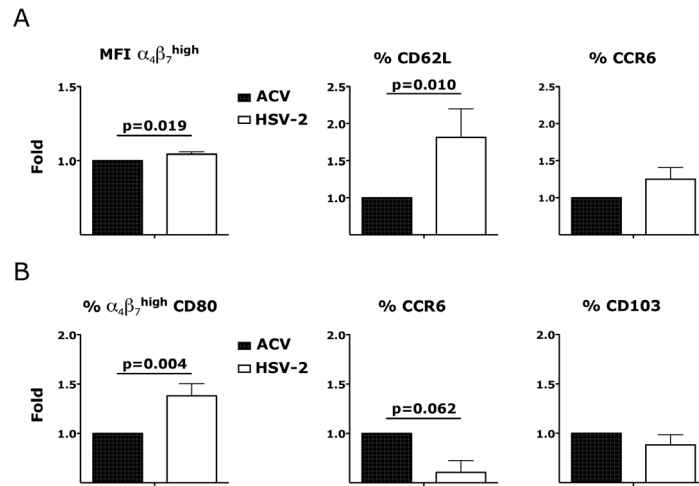 A
MFI α₄β₇ʰⁱᵍʰ
% CD62L
% CCR6
Fold
1.5
1.0
p=0.019
ACV
HSV-2
2.5
2.0
1.5
1.0
p=0.010
2.5
2.0
1.5
1.0
B
% α₄β₇ʰⁱᵍʰ CD80
% CCR6
% CD103
Fold
2.0
1.5
1.0
p=0.004
ACV
HSV-2
2.0
1.5
1.0
p=0.062
2.0
1.5
1.0